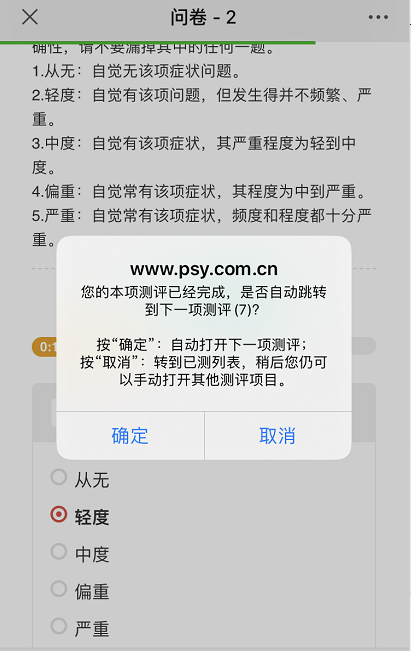 问卷 - 2
确性，请不要漏掉其中的任何一题。
1.从无：自觉无该项症状问题。
2.轻度：自觉有该项问题，但发生得并不频繁、严
重。
3.中度：自觉有该项症状，其严重程度为轻到中
度。
4.偏重：自觉常有该项症状，其程度为中到严重。
5.严重：自觉常有该项症状，频度和程度都十分严
重。
www.psy.com.cn
您的本项测评已经完成，是否自动跳转
到下一项测评(7)?
按“确定”：自动打开下一项测评；
按“取消”：转到已测列表，稍后您仍可
以手动打开其他测评项目。
确定
取消
从无
轻度
中度
偏重
严重